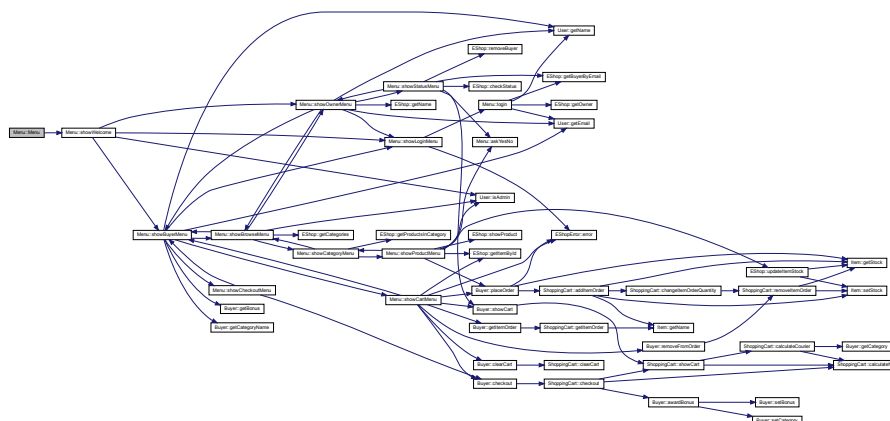 User::getName
EShop::removeBuyer
EShop::getBuyerByEmail
Menu::showStatusMenu
EShop::checkStatus
Menu::showOwnerMenu
EShop::getName
Menu::login
EShop::getOwner
User::getEmail
Menu::Menu
Menu::showWelcome
Menu::showLoginMenu
Menu::askYesNo
User::isAdmin
Menu::showBuyerMenu
Menu::showBrowseMenu
EShop::getCategories
EShop::getProductsInCategory
EShop::showProduct
EShopError::error
Menu::showCategoryMenu
Menu::showProductMenu
EShop::getItemById
Item::getStock
EShop::updateItemStock
Menu::showCheckoutMenu
Buyer::placeOrder
ShoppingCart::addItemOrder
ShoppingCart::changeItemOrderQuantity
ShoppingCart::removeItemOrder
Item::setStock
Menu::showCartMenu
Buyer::getBonus
Buyer::showCart
Buyer::getCategoryName
Buyer::getItemOrder
ShoppingCart::getItemOrder
Item::getName
Buyer::removeFromOrder
ShoppingCart::calculateCourier
Buyer::getCategory
Buyer::clearCart
ShoppingCart::clearCart
ShoppingCart::showCart
Buyer::checkout
ShoppingCart::checkout
Buyer::awardBonus
Buyer::setBonus